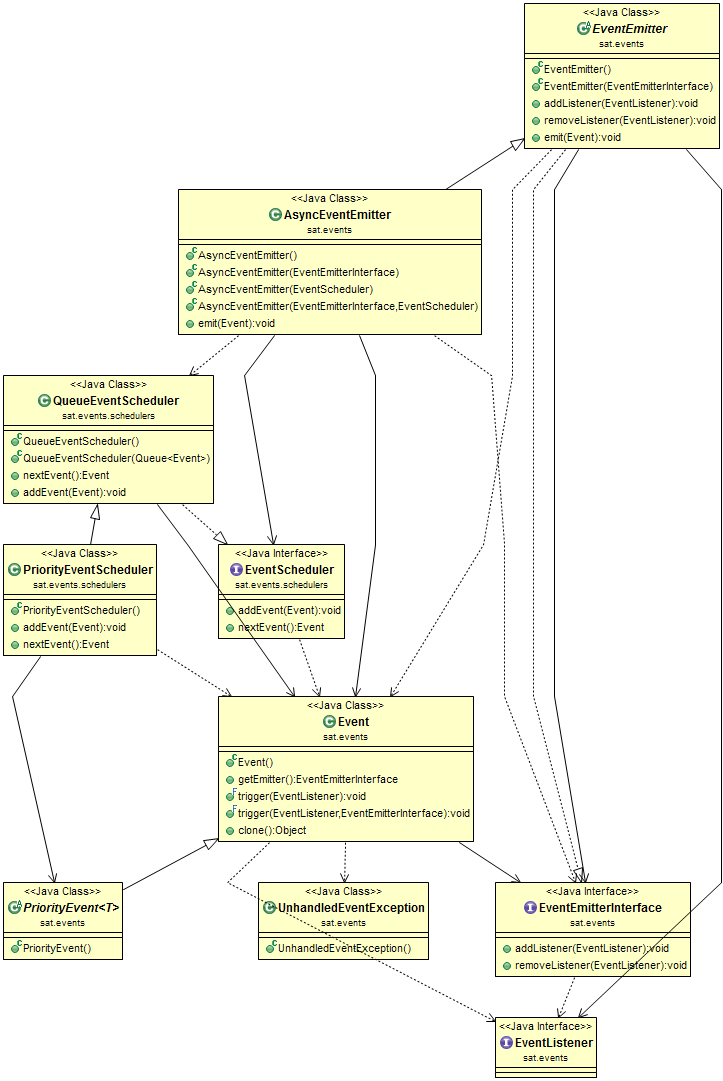 <<Java Class>>
EventEmitter
sat.events
EventEmitter()
EventEmitter(EventEmitterInterface)
addListener(EventListener):void
removeListener(EventListener):void
emit(Event):void
<<Java Class>>
AsyncEventEmitter
sat.events
AsyncEventEmitter()
AsyncEventEmitter(EventEmitterInterface)
AsyncEventEmitter(EventScheduler)
AsyncEventEmitter(EventEmitterInterface,EventScheduler)
emit(Event):void
<<Java Class>>
QueueEventScheduler
sat.events.schedulers
QueueEventScheduler()
QueueEventScheduler(Queue<Event>)
nextEvent():Event
addEvent(Event):void
<<Java Class>>
PriorityEventScheduler
sat.events.schedulers
PriorityEventScheduler()
addEvent(Event):void
nextEvent():Event
<<Java Interface>>
EventScheduler
sat.events.schedulers
addEvent(Event):void
nextEvent():Event
<<Java Class>>
Event
sat.events
Event()
getEmitter():EventEmitterInterface
trigger(EventListener):void
trigger(EventListener,EventEmitterInterface):void
clone():Object
<<Java Class>>
PriorityEvent<T>
sat.events
PriorityEvent()
<<Java Class>>
UnhandledEventException
sat.events
UnhandledEventException()
<<Java Interface>>
EventEmitterInterface
sat.events
addListener(EventListener):void
removeListener(EventListener):void
<<Java Interface>>
EventListener
sat.events